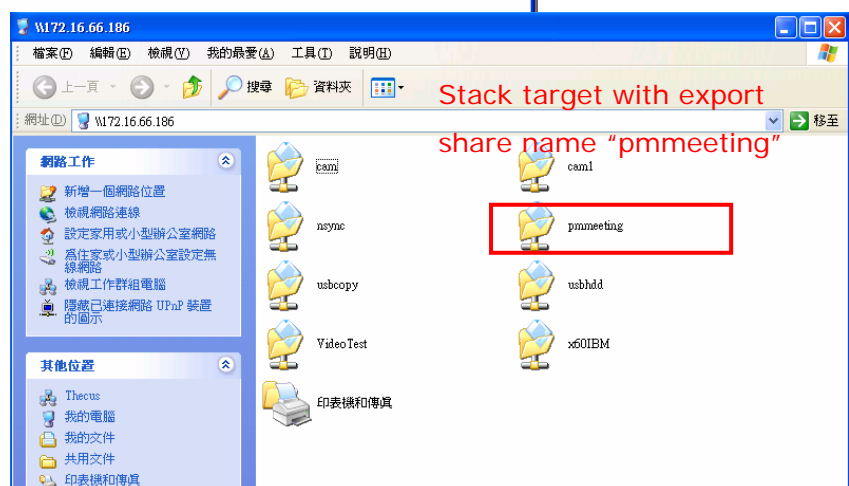 \\172.16.66.186
檔案(F) 編輯(E) 檢視(V) 我的最愛(A) 工具(T) 說明(H)
上一頁 搜尋 資料夾
Stack target with export
網址(D) \\172.16.66.186 移至
share name “pmmeeting”
網路工作
新增一個網路位置
檢視網路連線
設定家用或小型辦公室網路
為住家或小型辦公室設定無
線網路
檢視工作群組電腦
隱藏已連接網路 UPnP 裝置
的圖示
其他位置
Thecus
我的電腦
我的文件
共用文件
印表機和傳真
cam
cam1
nsync
pmmeeting
usbcopy
usbhdd
VideoTest
x60IBM
印表機和傳真